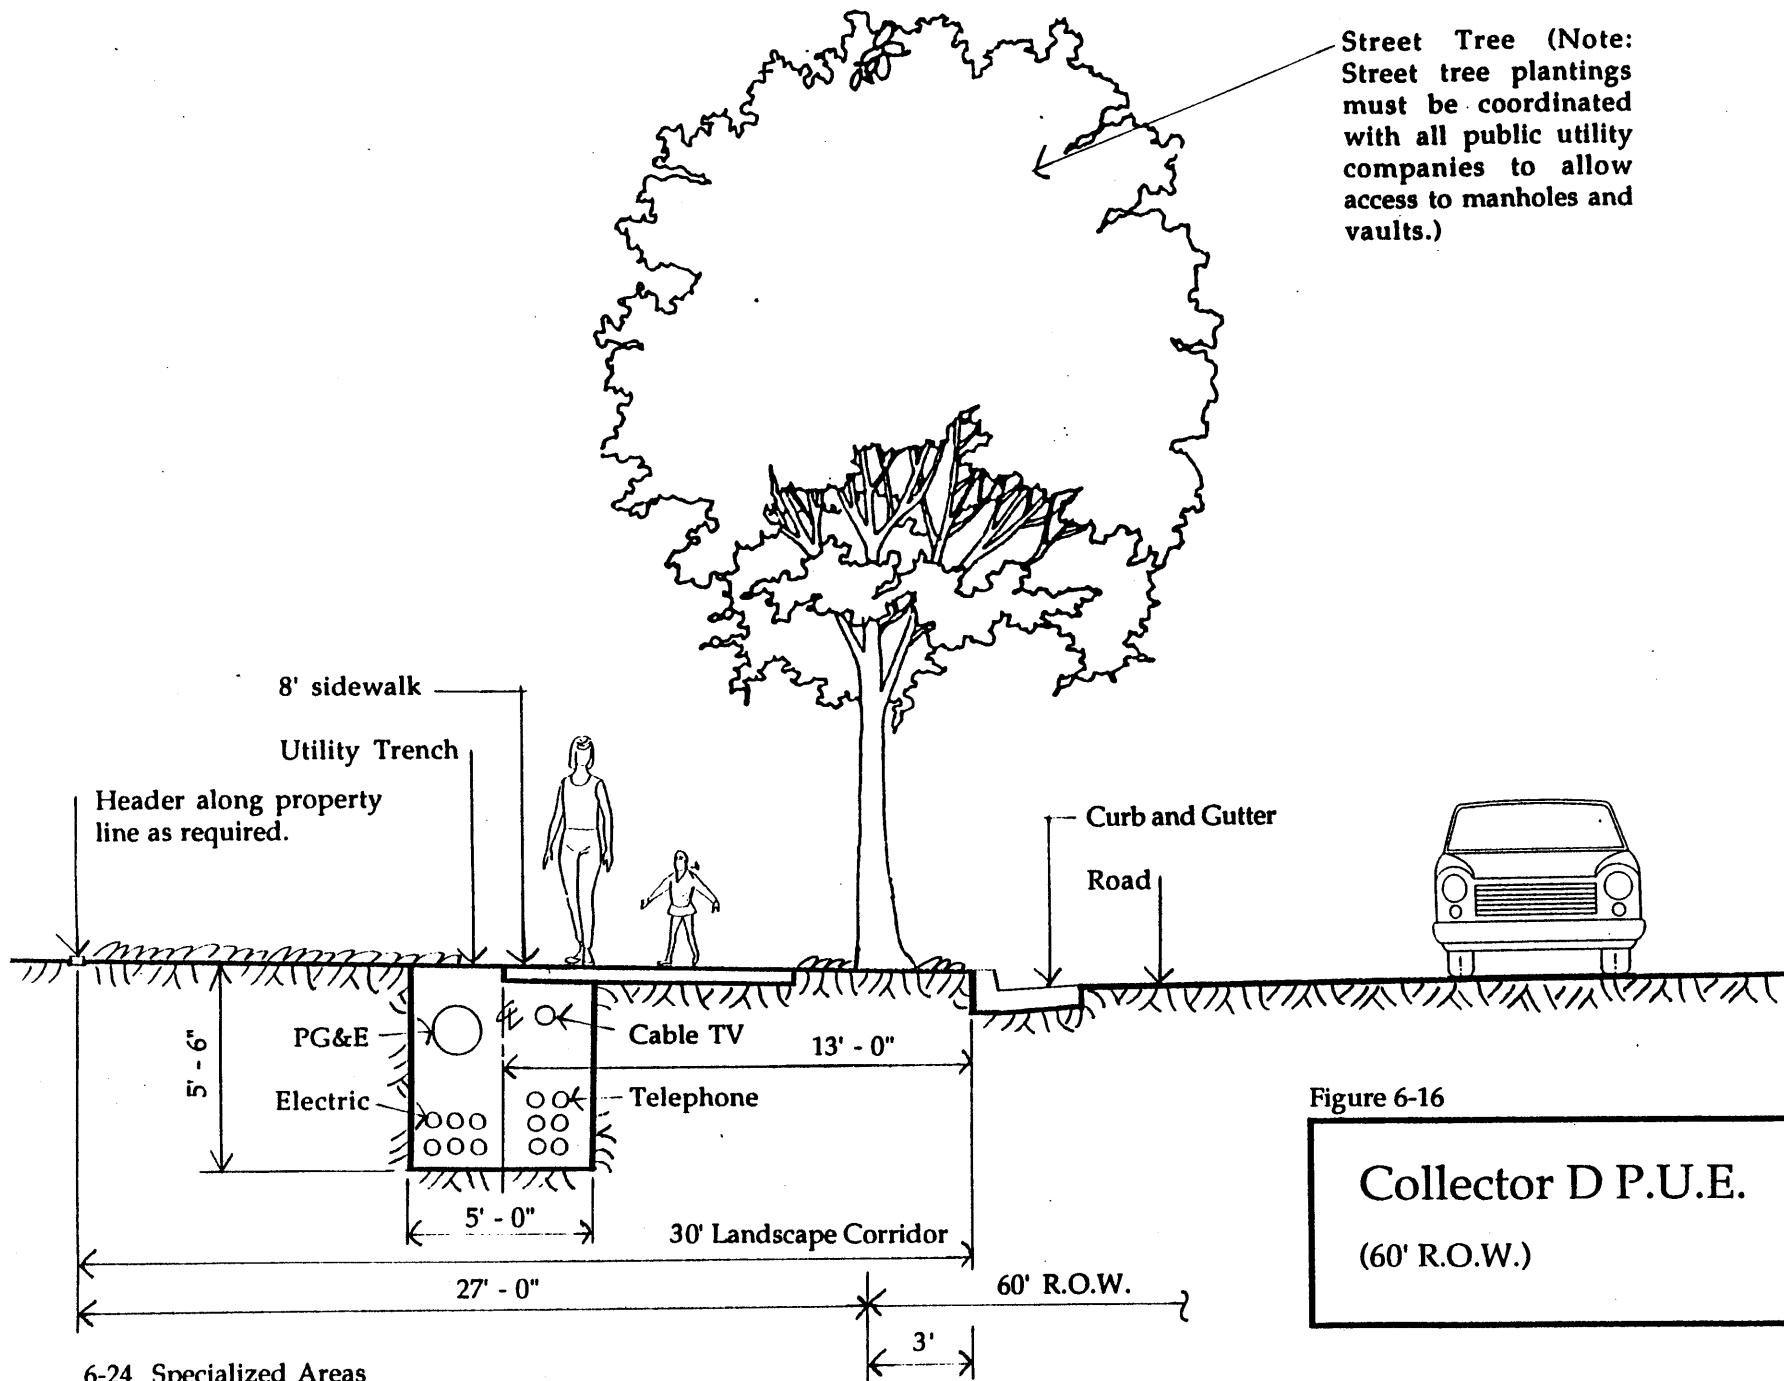 Street Tree (Note:
Street tree plantings
must be coordinated
with all public utility
companies to allow
access to manholes and
vaults.)
8' sidewalk
Utility Trench
Header along property
line as required.
Curb and Gutter
Road
PG&E
Cable TV
13' - 0"
5' - 6"
Electric
Telephone
Figure 6-16
Collector D P.U.E.
(60' R.O.W.)
5' - 0"
30' Landscape Corridor
27' - 0"
60' R.O.W.
3'
6-24 Specialized Areas